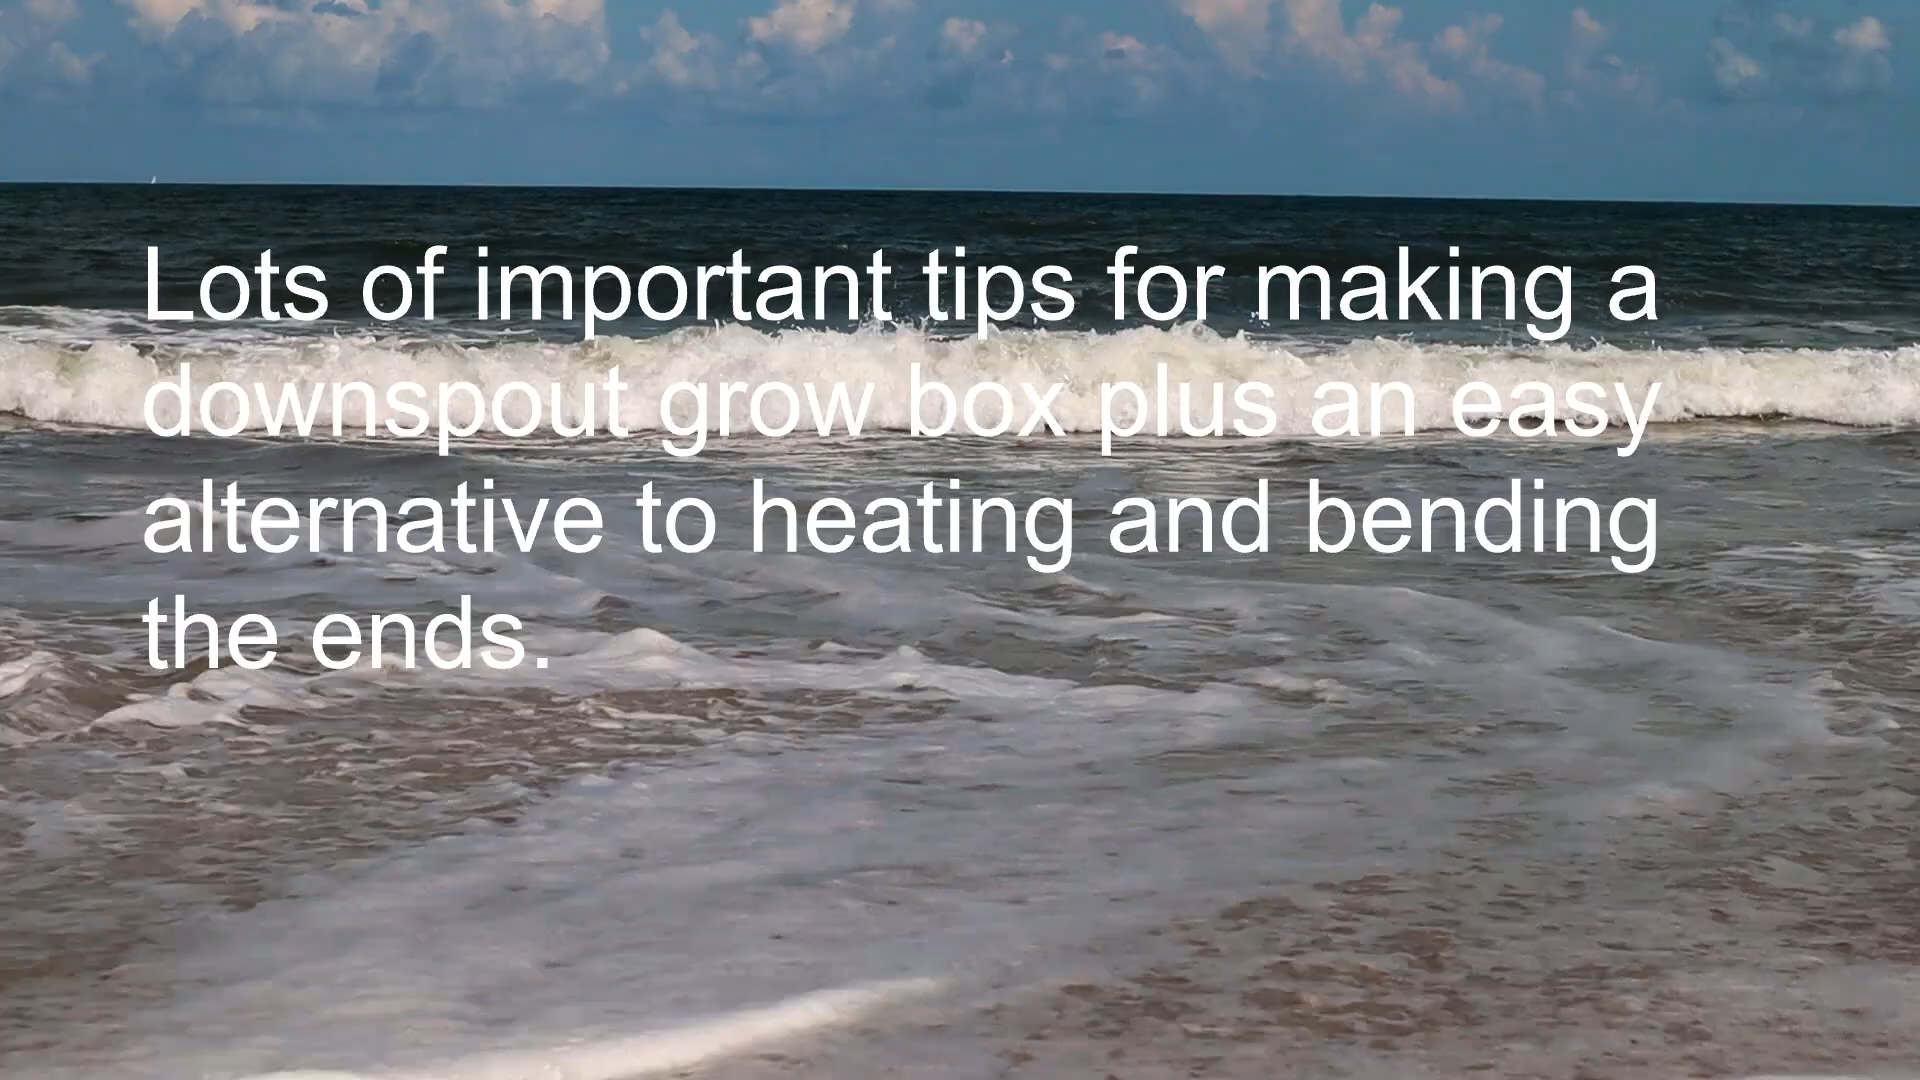 Lots of important tips for making a
downspout grow box plus an easy
alternative to heating and bending
the ends.